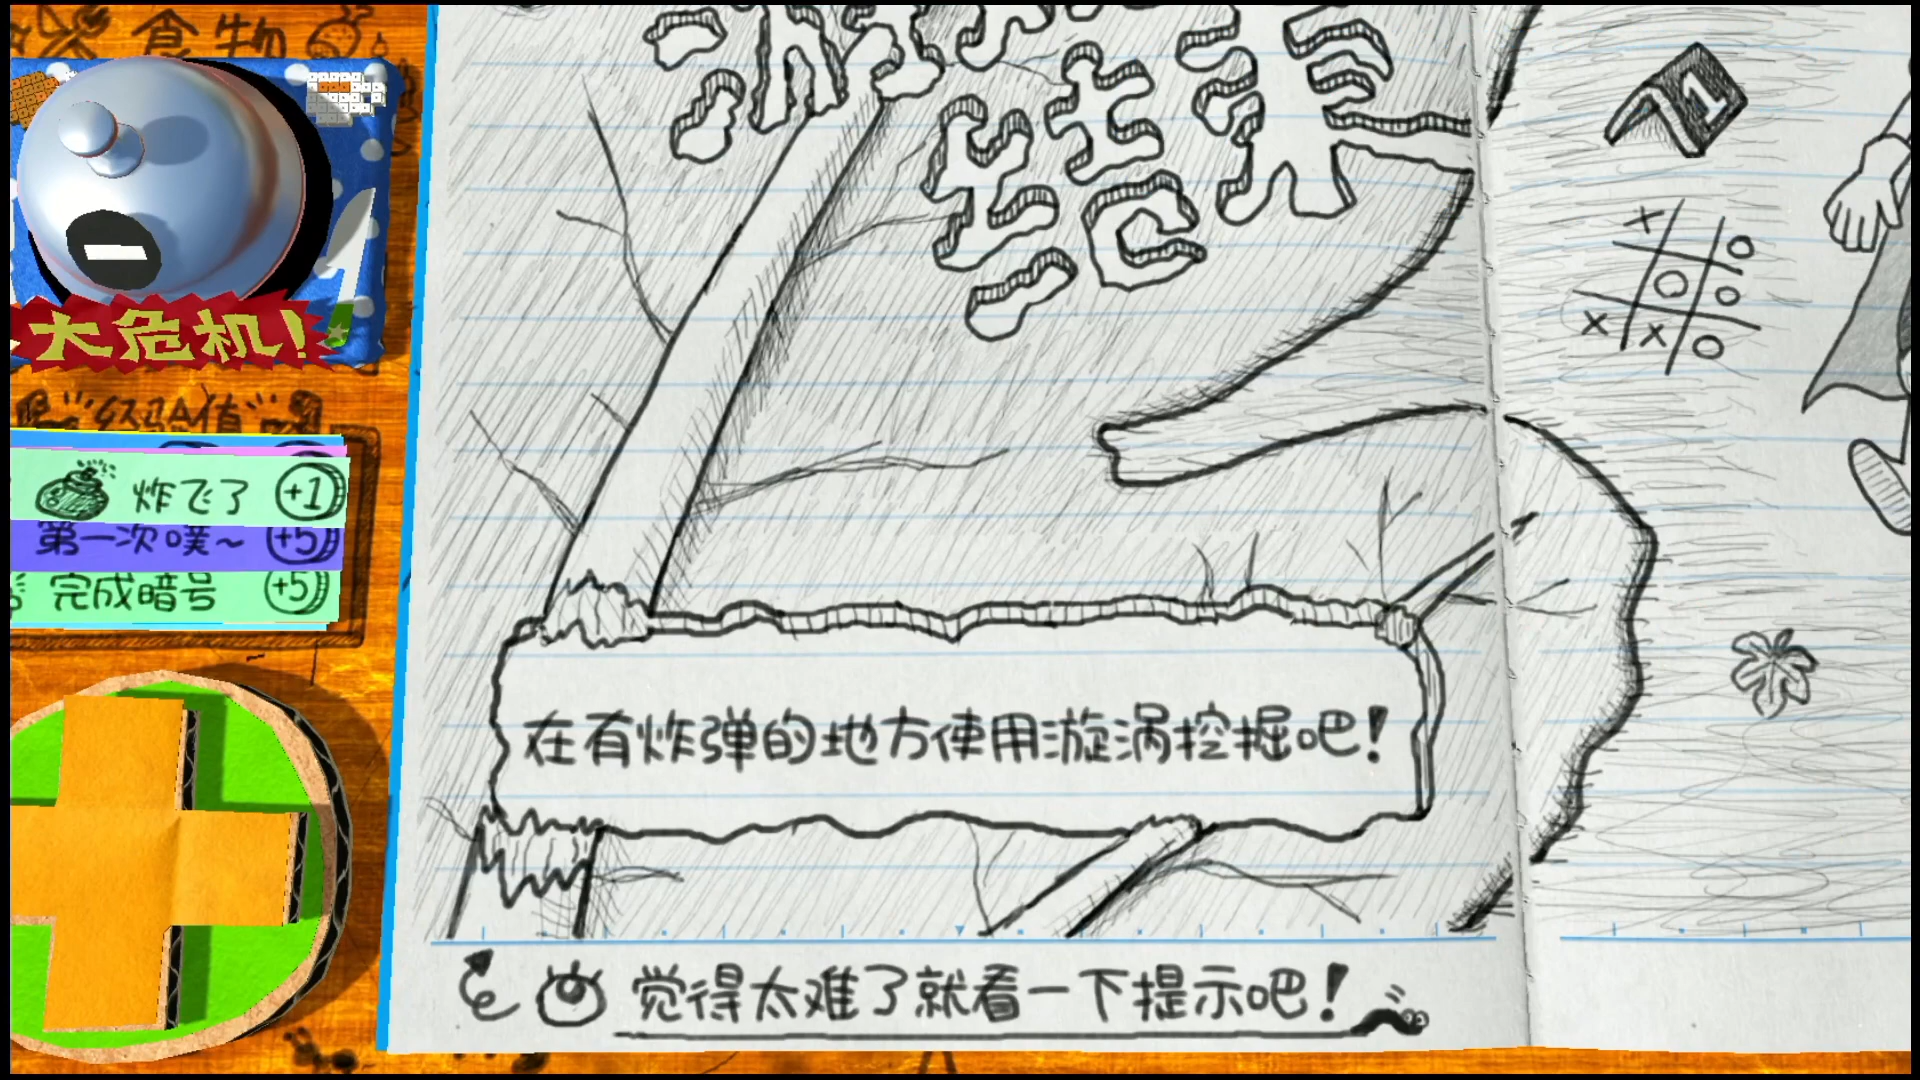 食物
大危机!
经验值
炸飞了 +1
第一次噗~ +5
完成暗号 +5
1
在有炸弹的地方使用漩涡挖掘吧!
觉得太难了就看一下提示吧!